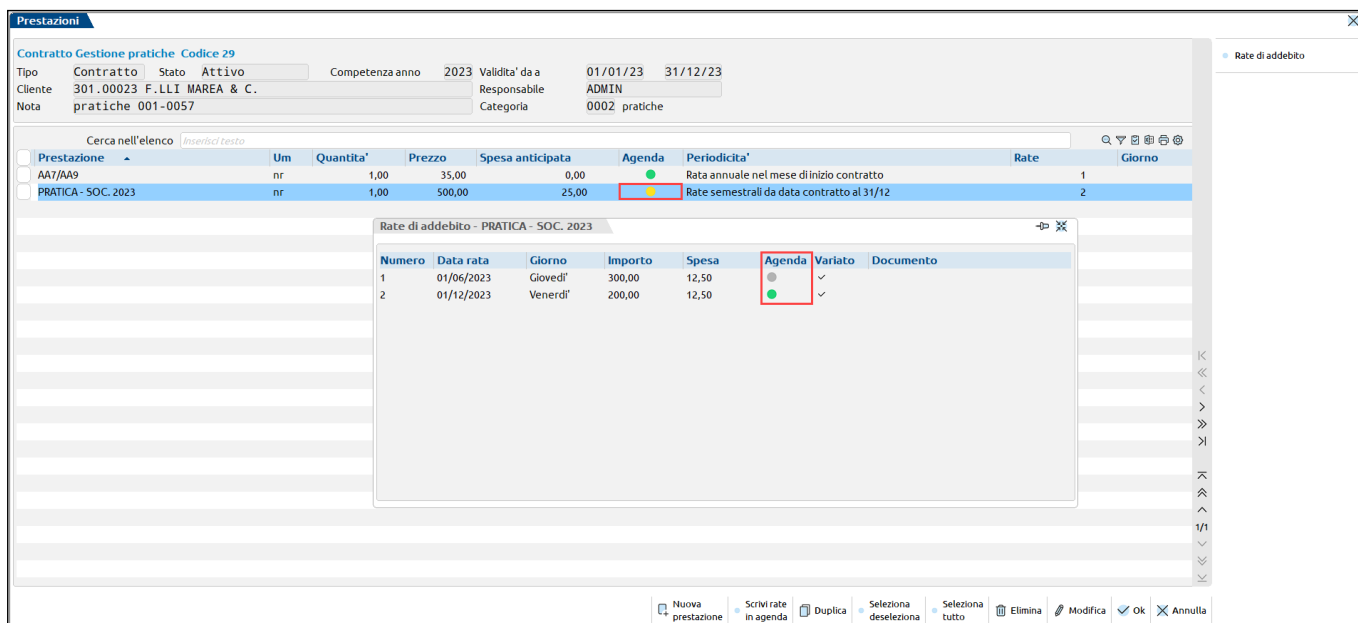 Prestazioni
Contratto Gestione pratiche Codice 29
Rate di addebito
Tipo Contratto Stato Attivo Competenza anno 2023 Validita' da a 01/01/23 31/12/23
Cliente 301.00023 F.LLI MAREA & C. Responsabile ADMIN
Nota pratiche 001-0057 Categoria 0002 pratiche
Cerca nell'elenco Inserisci testo
Prestazione Um Quantita' Prezzo Spesa anticipata Agenda Periodicita' Rate Giorno
AA7/AA9 nr 1,00 35,00 0,00 Rata annuale nel mese di inizio contratto 1
PRATICA - SOC. 2023 nr 1,00 500,00 25,00 Rate semestrali da data contratto al 31/12 2
Rate di addebito - PRATICA - SOC. 2023
Numero Data rata Giorno Importo Spesa Agenda Variato Documento
1 01/06/2023 Giovedi' 300,00 12,50
2 01/12/2023 Venerdi' 200,00 12,50
1/1
Nuova prestazione
Scrivi rate in agenda
Duplica
Seleziona deseleziona
Seleziona tutto
Elimina
Modifica
Ok
Annulla